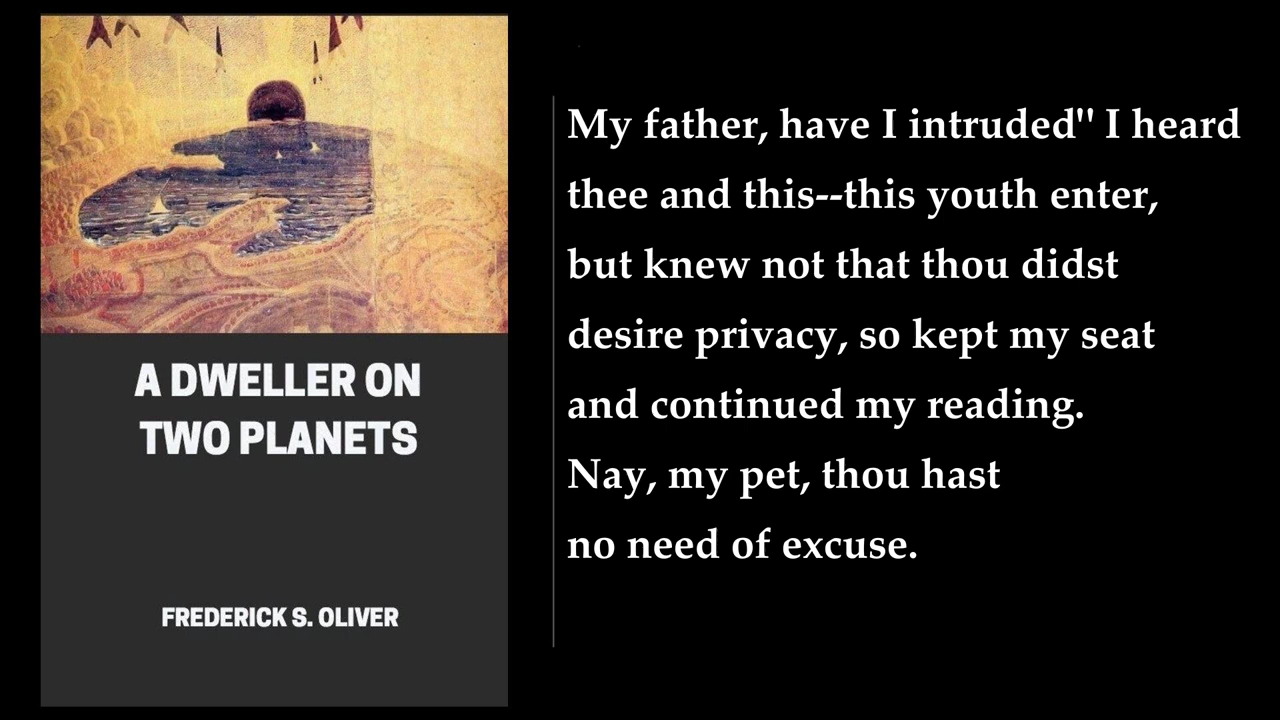 A DWELLER ON
TWO PLANETS
FREDERICK S. OLIVER
My father, have I intruded" I heard
thee and this--this youth enter,
but knew not that thou didst
desire privacy, so kept my seat
and continued my reading.
Nay, my pet, thou hast
no need of excuse.